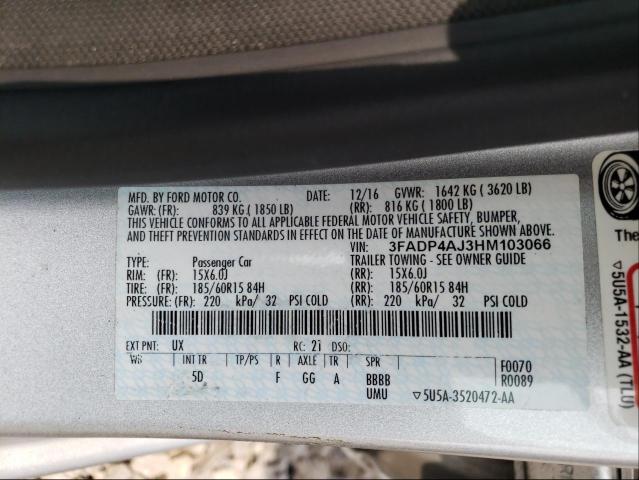 MFD. BY FORD MOTOR CO. DATE: 12/16 GVWR: 1642 KG ( 3620 LB)
GAWR: (FR): 839 KG ( 1850 LB) (RR): 816 KG ( 1800 LB)
THIS VEHICLE CONFORMS TO ALL APPLICABLE FEDERAL MOTOR VEHICLE SAFETY, BUMPER,
AND THEFT PREVENTION STANDARDS IN EFFECT ON THE DATE OF MANUFACTURE SHOWN ABOVE.
VIN: 3FADP4AJ3HM103066
TYPE: Passenger Car TRAILER TOWING - SEE OWNER GUIDE
RIM: (FR): 15X6.0J (RR): 15X6.0J
TIRE: (FR): 185/60R15 84H (RR): 185/60R15 84H
PRESSURE: (FR): 220 kPa/ 32 PSI COLD (RR): 220 kPa/ 32 PSI COLD
EXT PNT: UX RC: 21 DSO:
WB INT TR TP/PS R AXLE TR SPR F0070
5D F GG A BBBB R0089
UMU ▽5U5A-3520472-AA
The
▽5U5A-1532-AA (TLU)